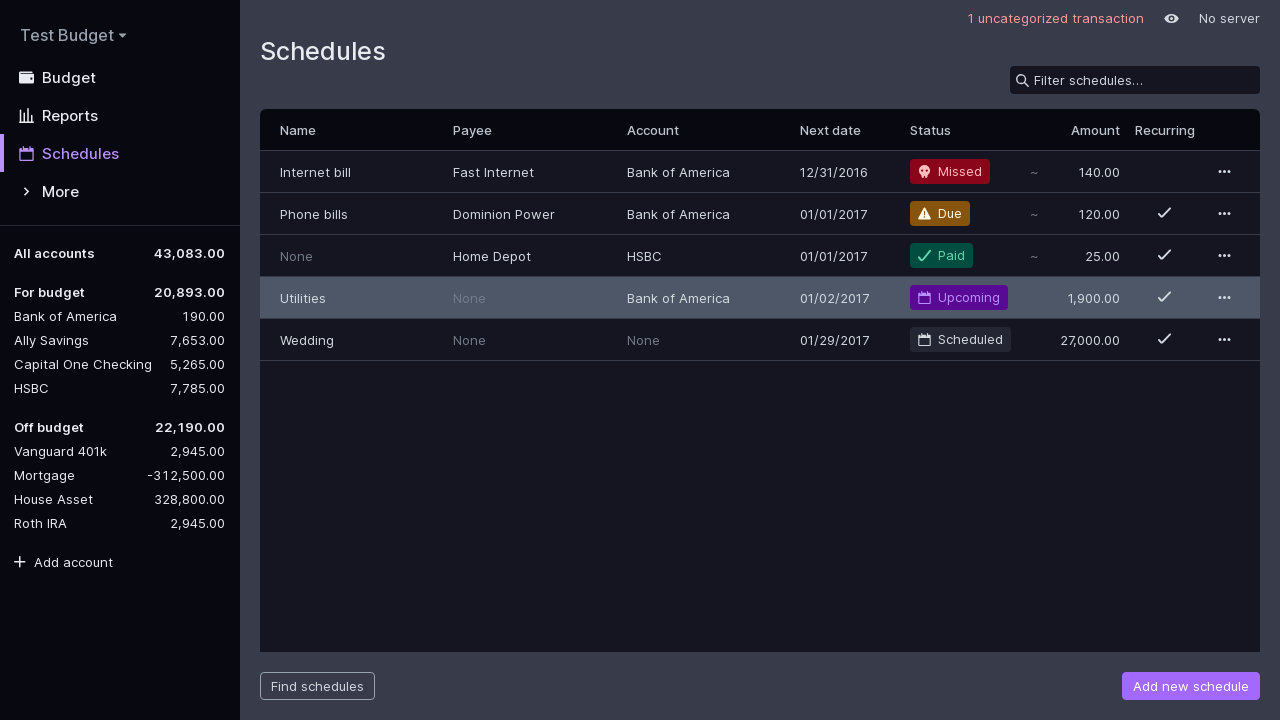 Test Budget
Budget
Reports
Schedules
More
All accounts 43,083.00
For budget 20,893.00
Bank of America 190.00
Ally Savings 7,653.00
Capital One Checking 5,265.00
HSBC 7,785.00
Off budget 22,190.00
Vanguard 401k 2,945.00
Mortgage -312,500.00
House Asset 328,800.00
Roth IRA 2,945.00
Add account
1 uncategorized transaction No server
Schedules
Filter schedules…
Name Payee Account Next date Status Amount Recurring
Internet bill Fast Internet Bank of America 12/31/2016 Missed ~ 140.00
Phone bills Dominion Power Bank of America 01/01/2017 Due ~ 120.00
None Home Depot HSBC 01/01/2017 Paid ~ 25.00
Utilities None Bank of America 01/02/2017 Upcoming 1,900.00
Wedding None None 01/29/2017 Scheduled 27,000.00
Find schedules Add new schedule